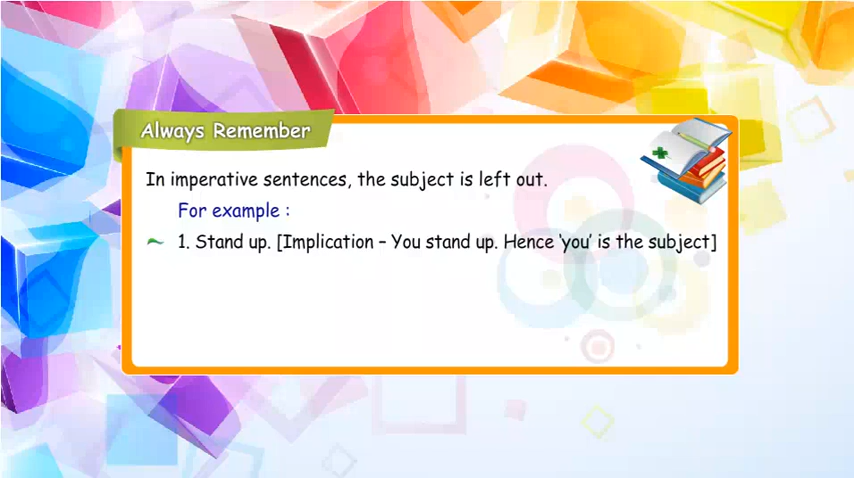 Always Remember
In imperative sentences, the subject is left out.
For example :
1. Stand up. [Implication – You stand up. Hence ‘you’ is the subject]